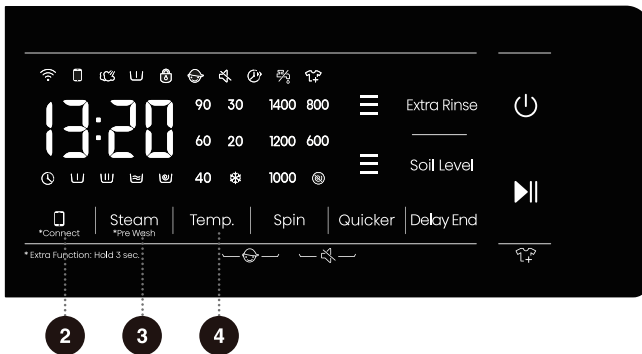 90 30 1400 800 Extra Rinse
13:20
60 20 1200 600
Soil Level
40 1000
Steam Temp. Spin Quicker Delay End
*Connect *Pre Wash
* Extra Function: Hold 3 sec.
2 3 4